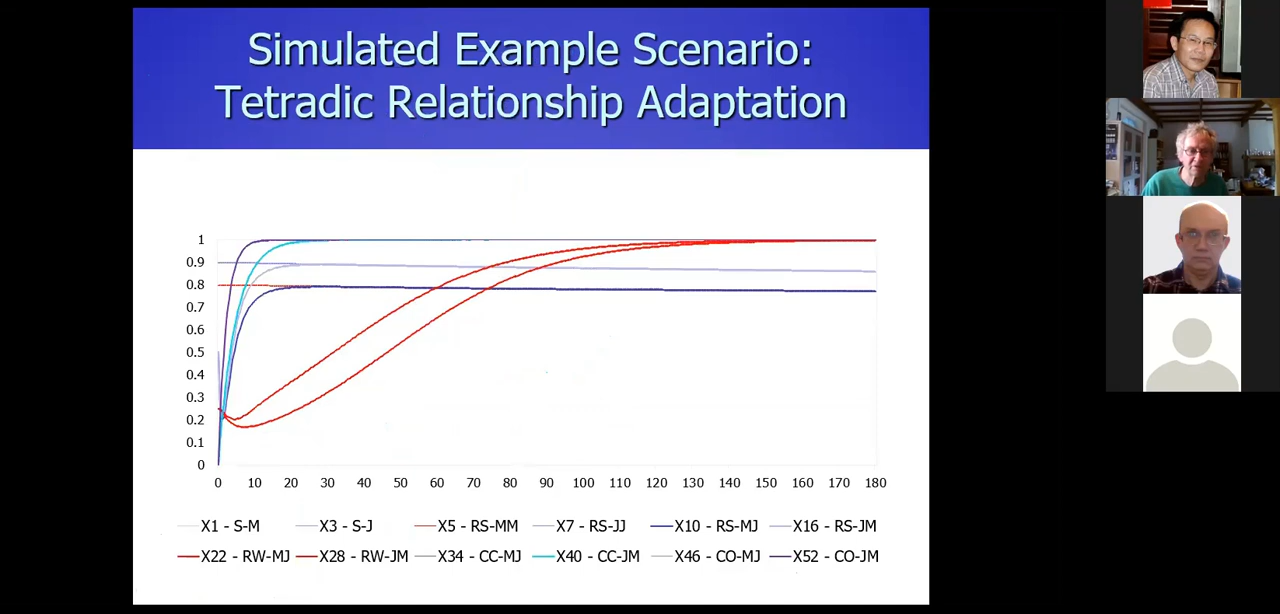 Simulated Example Scenario:
Tetradic Relationship Adaptation
1
0.9
0.8
0.7
0.6
0.5
0.4
0.3
0.2
0.1
0
0 10 20 30 40 50 60 70 80 90 100 110 120 130 140 150 160 170 180
X1 - S-M X3 - S-J X5 - RS-MM X7 - RS-JJ X10 - RS-MJ X16 - RS-JM
X22 - RW-MJ X28 - RW-JM X34 - CC-MJ X40 - CC-JM X46 - CO-MJ X52 - CO-JM